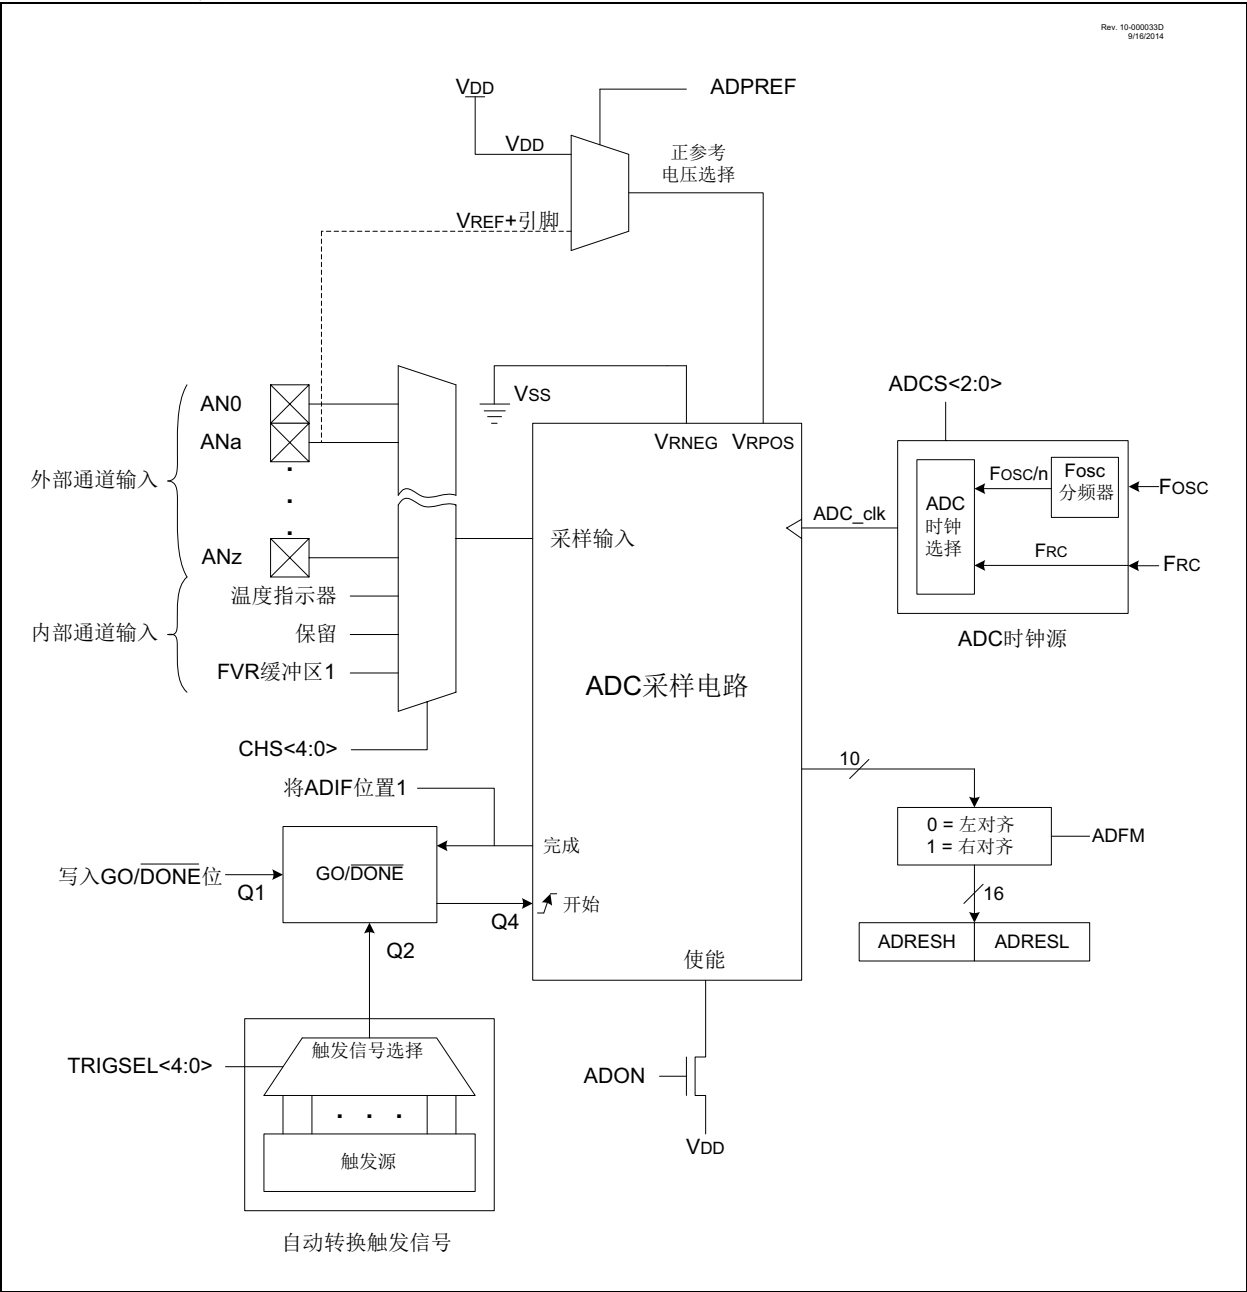 Rev. 10-000033D
9/16/2014
VDD
ADPREF
VDD
正参考
电压选择
VREF+引脚
VSS
ADCS<2:0>
AN0
VRNEG
VRPOS
ANa
外部通道输入
FOSC/n
Fosc
分频器
FOSC
ADC
时钟
选择
ADC_clk
采样输入
FRC
FRC
ANz
温度指示器
内部通道输入
保留
ADC时钟源
FVR缓冲区1
ADC采样电路
CHS<4:0>
10
将ADIF位置1
0 = 左对齐
1 = 右对齐
ADFM
完成
写入GO/DONE位
Q1
GO/DONE
16
Q4
开始
ADRESH
ADRESL
Q2
使能
触发信号选择
TRIGSEL<4:0>
ADON
VDD
触发源
自动转换触发信号